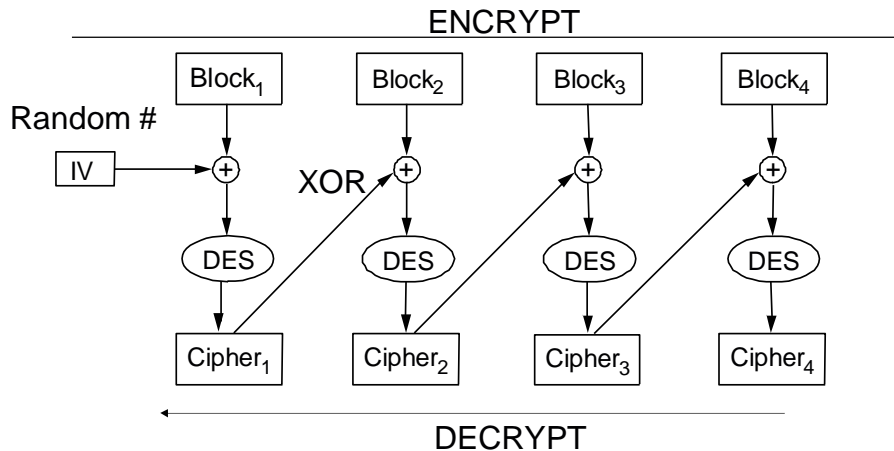 ENCRYPT
Block1 Block2 Block3 Block4
Random #
IV + + + +
XOR
DES DES DES DES
Cipher1 Cipher2 Cipher3 Cipher4
DECRYPT